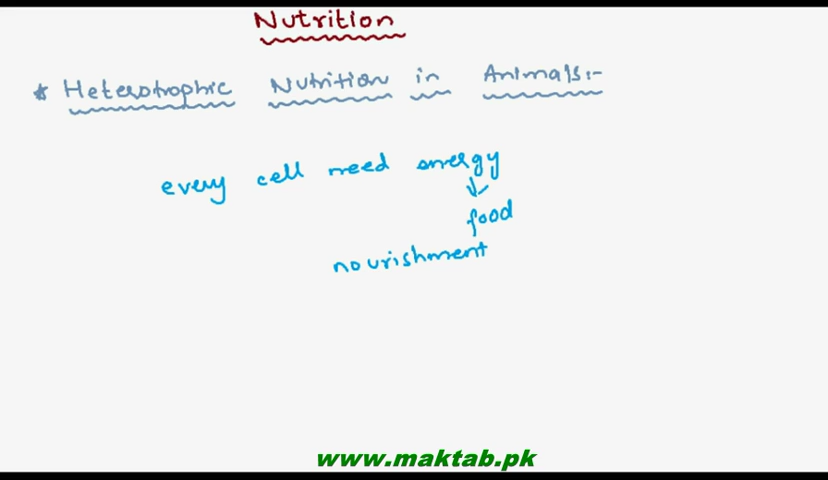 Nutrition
* Heterotrophic Nutrition in Animals:-
every cell need energy
food
nourishment
www.maktab.pk